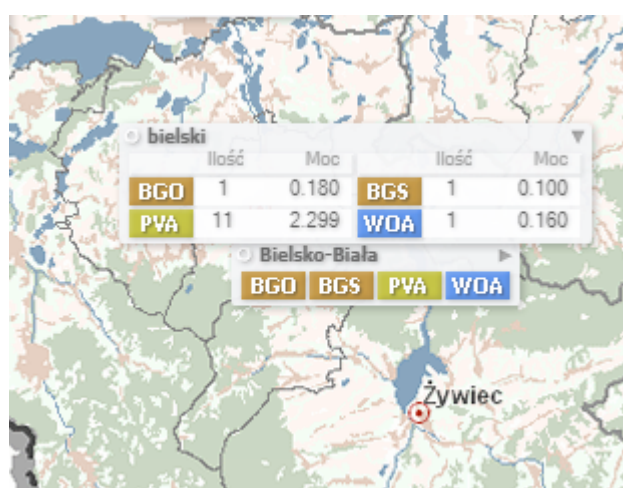 bielski
Ilość Moc Ilość Moc
BGO 1 0.180 BGS 1 0.100
PVA 11 2.299 WOA 1 0.160
Bielsko-Biała
BGO BGS PVA WOA
Żywiec